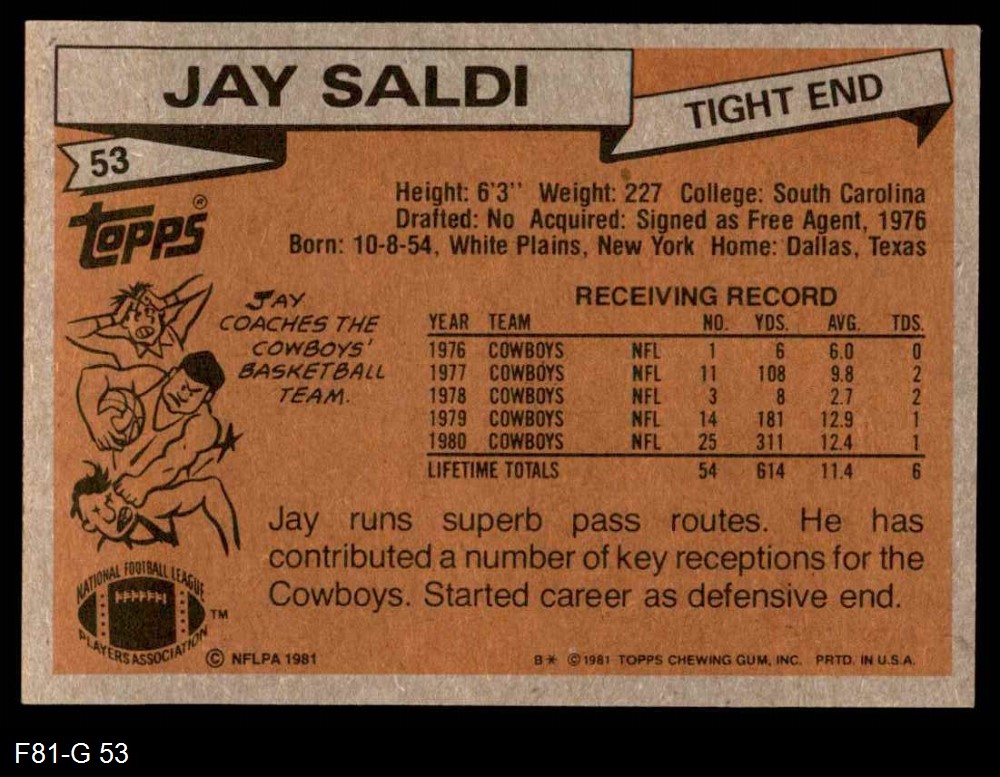 JAY SALDI
TIGHT END
53
TOPPS®
Height: 6'3'' Weight: 227 College: South Carolina
Drafted: No Acquired: Signed as Free Agent, 1976
Born: 10-8-54, White Plains, New York Home: Dallas, Texas
JAY
COACHES THE
COWBOYS'
BASKETBALL
TEAM.
RECEIVING RECORD
YEAR TEAM NO. YDS. AVG. TDS.
1976 COWBOYS NFL 1 6 6.0 0
1977 COWBOYS NFL 11 108 9.8 2
1978 COWBOYS NFL 3 8 2.7 2
1979 COWBOYS NFL 14 181 12.9 1
1980 COWBOYS NFL 25 311 12.4 1
LIFETIME TOTALS 54 614 11.4 6
Jay runs superb pass routes. He has
contributed a number of key receptions for the
Cowboys. Started career as defensive end.
NATIONAL FOOTBALL LEAGUE
PLAYERS ASSOCIATION
TM
© NFLPA 1981
B* © 1981 TOPPS CHEWING GUM, INC. PRTD. IN U.S.A.
F81-G 53